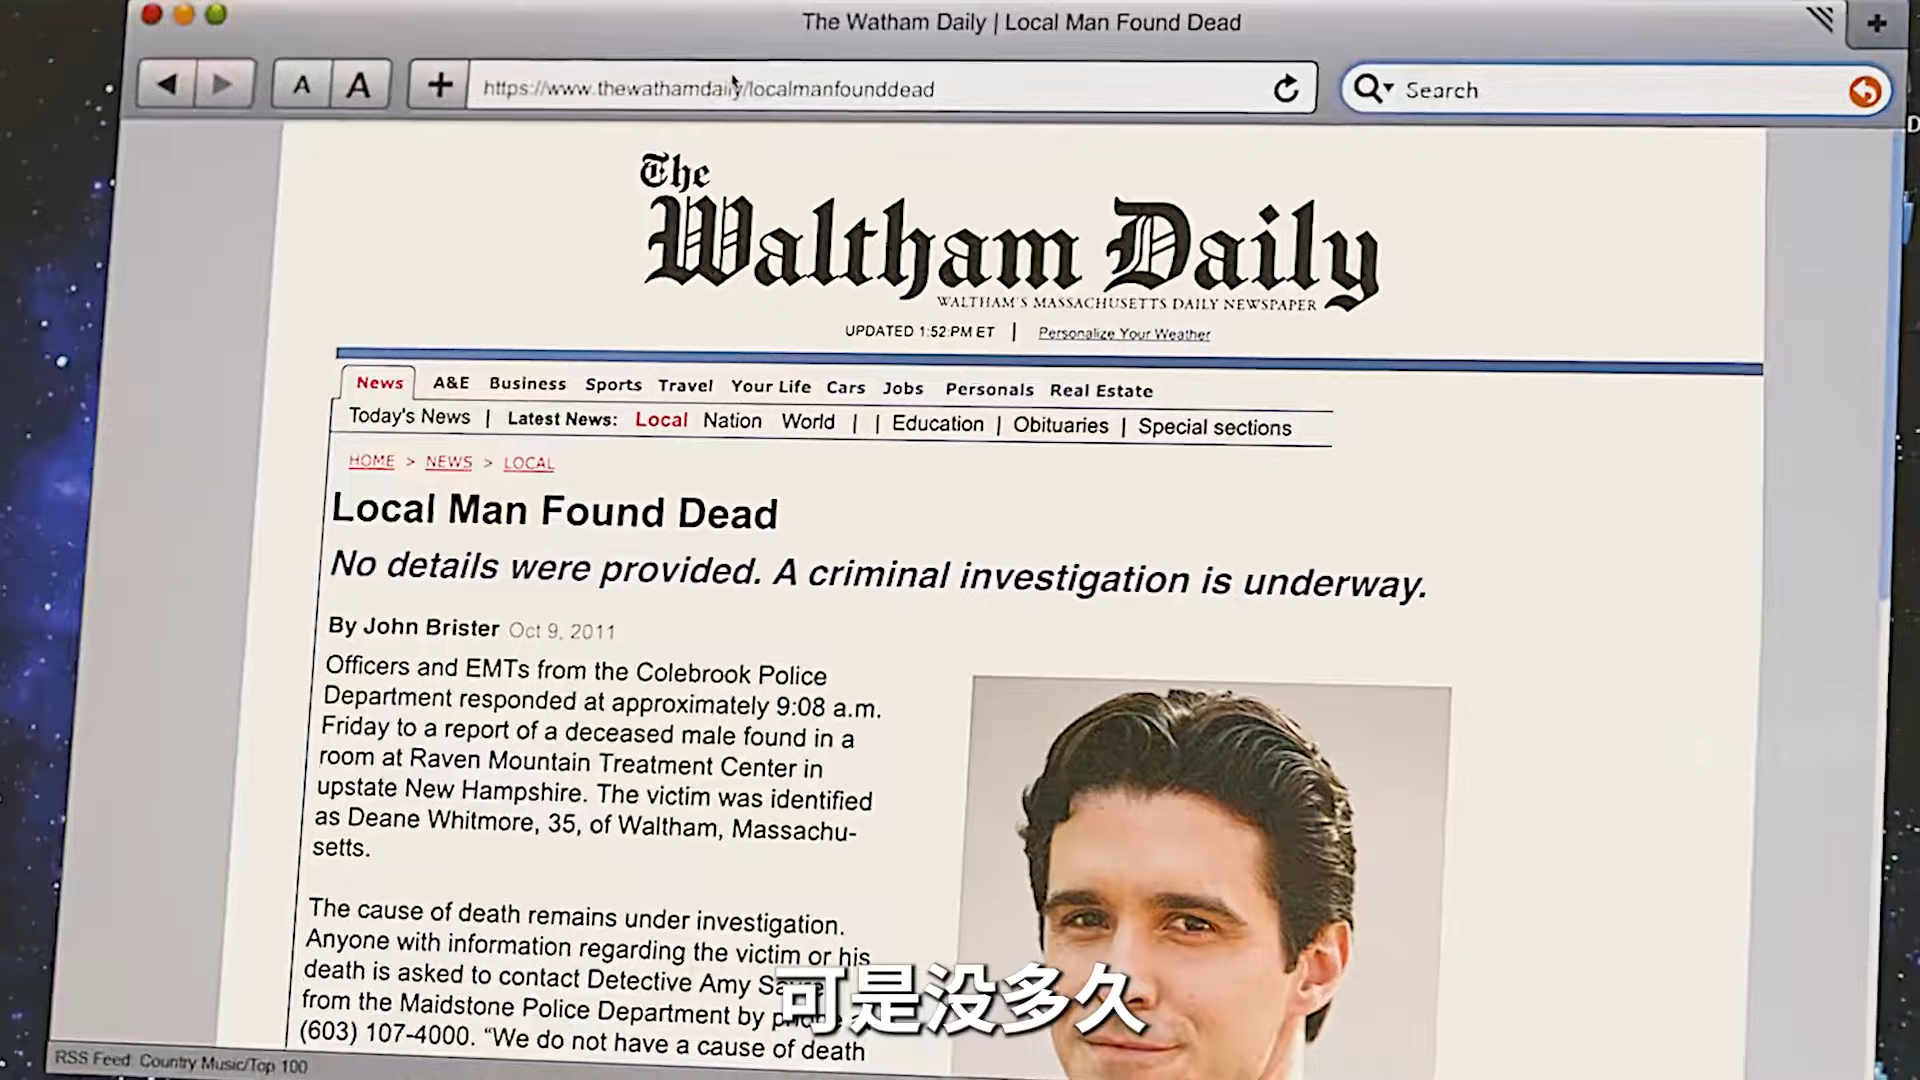 The Watham Daily | Local Man Found Dead
A A
https://www.thewathamdaily/localmanfounddead
Search
The
Waltham Daily
WALTHAM'S MASSACHUSETTS DAILY NEWSPAPER
UPDATED 1:52:PM ET | Personalize Your Weather
News A&E Business Sports Travel Your Life Cars Jobs Personals Real Estate
Today's News | Latest News: Local Nation World | | Education | Obituaries | Special sections
HOME > NEWS > LOCAL
Local Man Found Dead
No details were provided. A criminal investigation is underway.
By John Brister Oct 9, 2011
Officers and EMTs from the Colebrook Police
Department responded at approximately 9:08 a.m.
Friday to a report of a deceased male found in a
room at Raven Mountain Treatment Center in
upstate New Hampshire. The victim was identified
as Deane Whitmore, 35, of Waltham, Massachu-
setts.
The cause of death remains under investigation.
Anyone with information regarding the victim or his
death is asked to contact Detective Amy
from the Maidstone Police Department by
(603) 107-4000. “We do not have a cause of death
可是没多久
RSS Feed: Country Music/Top 100